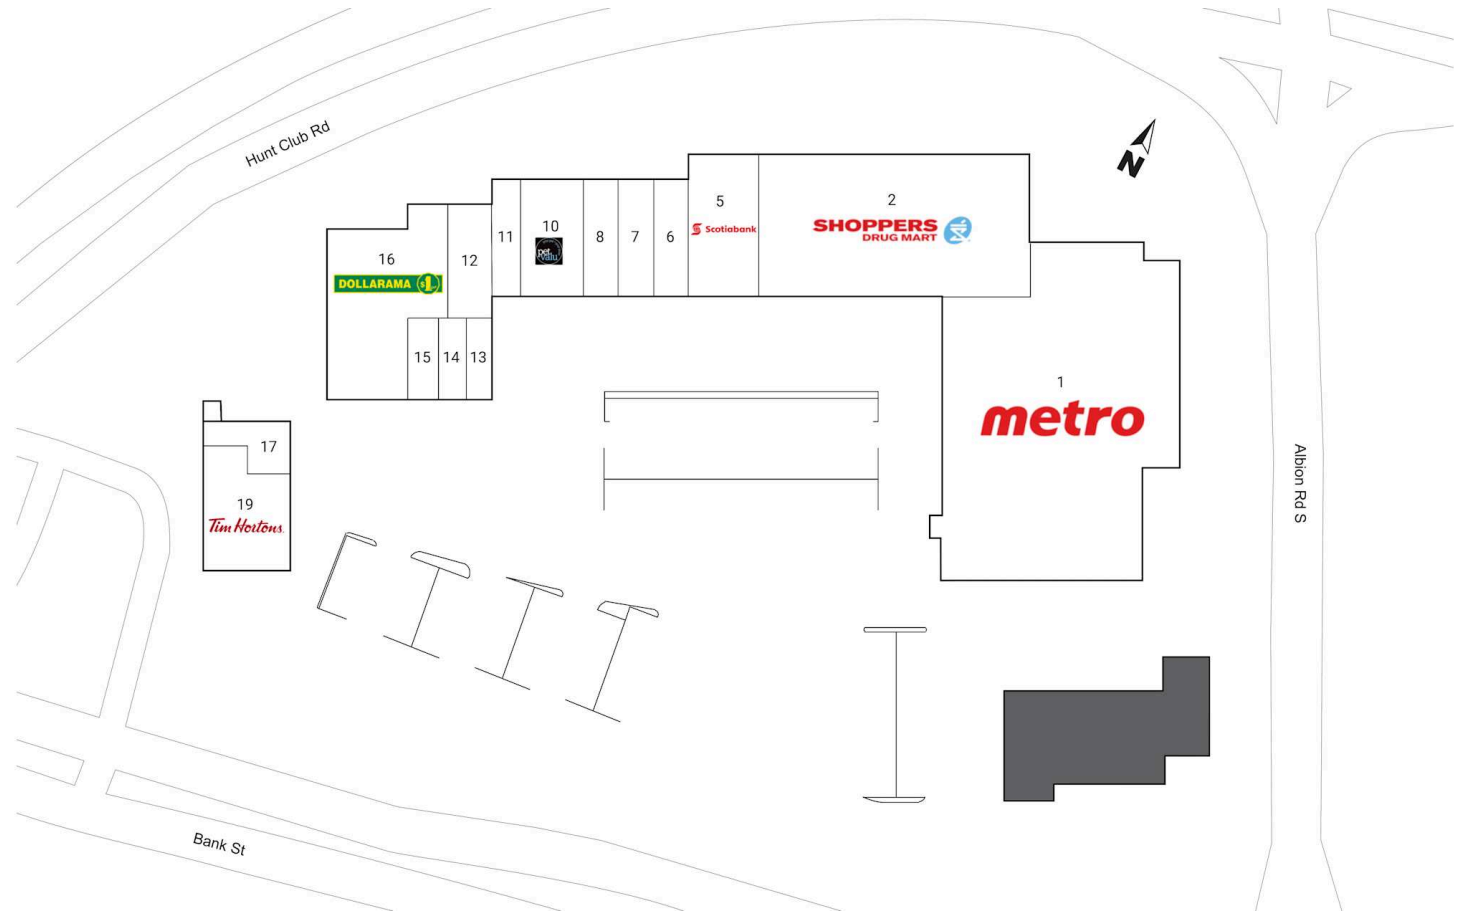 Hunt Club Rd
N
5
Scotiabank
2
SHOPPERS
DRUG MART
11
10
pet
valu
8
7
6
16
DOLLARAMA $1
12
15
14
13
1
metro
17
19
Tim Hortons.
Albion Rd S
Bank St